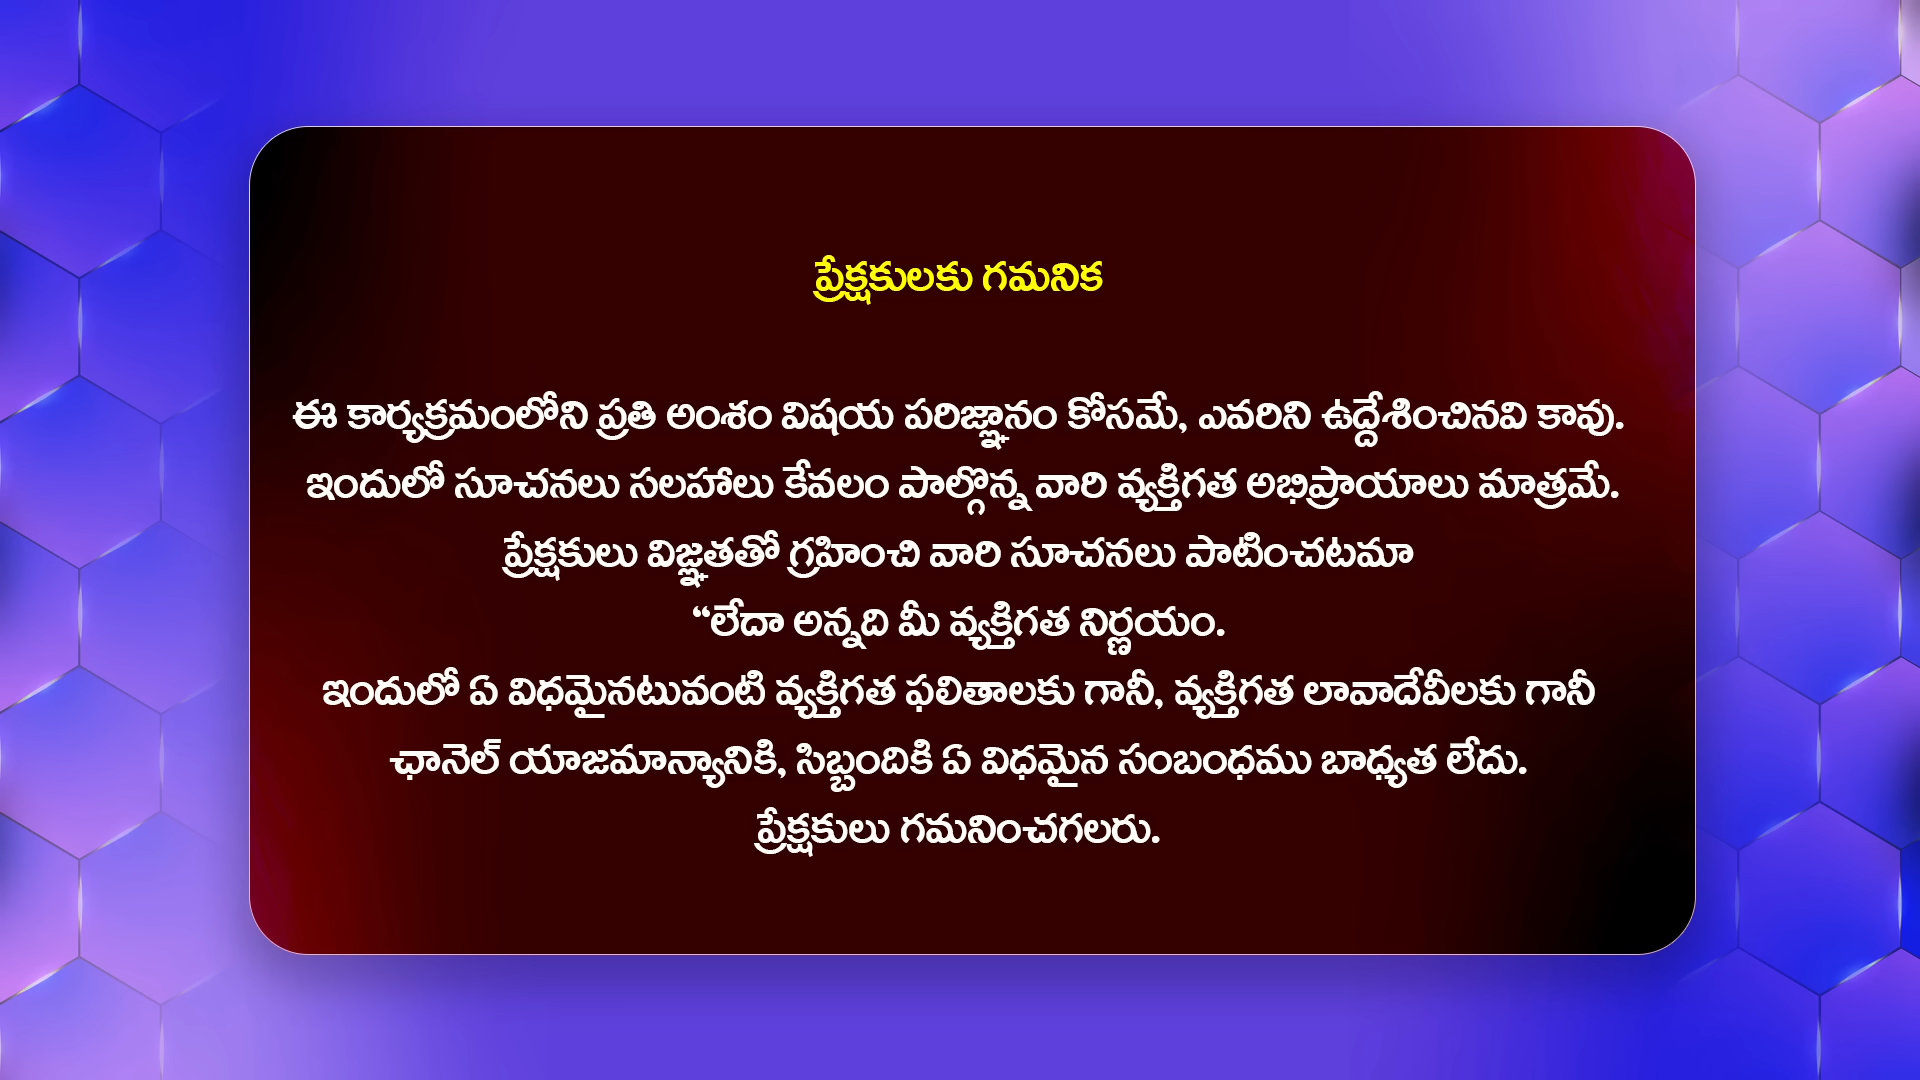 ప్రేక్షకులకు గమనిక
ఈ కార్యక్రమంలోని ప్రతి అంశం విషయ పరిజ్ఞానం కోసమే, ఎవరిని ఉద్దేశించినవి కావు.
ఇందులో సూచనలు సలహాలు కేవలం పాల్గొన్న వారి వ్యక్తిగత అభిప్రాయాలు మాత్రమే.
ప్రేక్షకులు విజ్ఞతతో గ్రహించి వారి సూచనలు పాటించటమా
“లేదా అన్నది మీ వ్యక్తిగత నిర్ణయం.
ఇందులో ఏ విధమైనటువంటి వ్యక్తిగత ఫలితాలకు గానీ, వ్యక్తిగత లావాదేవీలకు గానీ
ఛానెల్ యాజమాన్యానికి, సిబ్బందికి ఏ విధమైన సంబంధము బాధ్యత లేదు.
ప్రేక్షకులు గమనించగలరు.